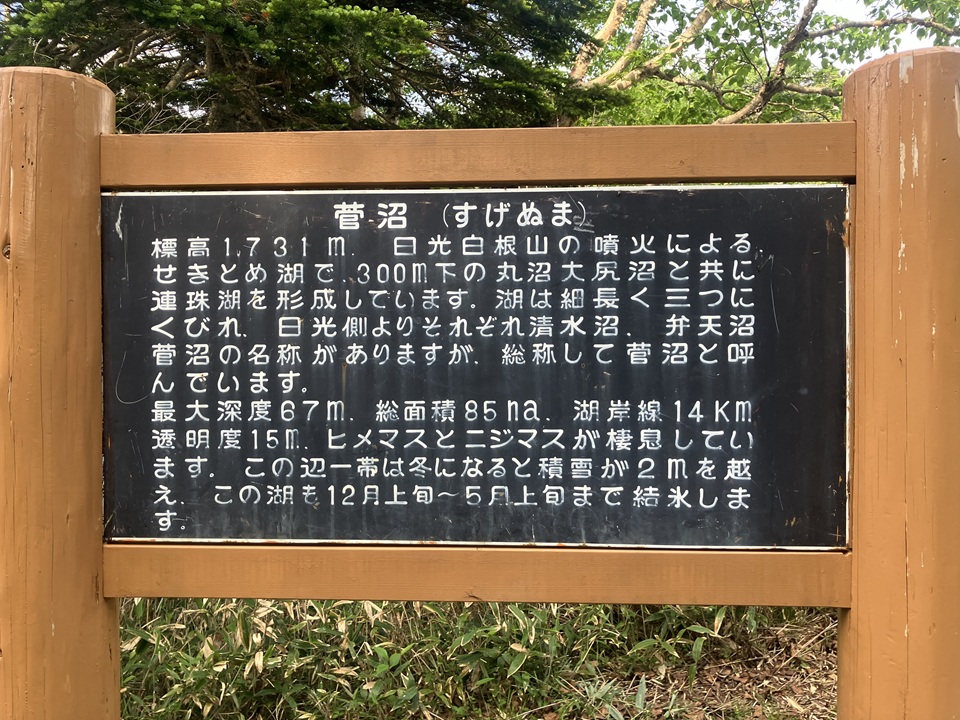 菅沼 (すげぬま)
標高1,731m. 日光白根山の噴火による、
せきとめ湖で、300m下の丸沼大尻沼と共に
連珠湖を形成しています。湖は細長く三つに
くびれ、日光側よりそれぞれ清水沼、弁天沼
菅沼の名称がありますが、総称して菅沼と呼
んでいます。
最大深度67m、総面積85ha、湖岸線14Km
透明度15m、ヒメマスとニジマスが棲息してい
ます。この辺一帯は冬になると積雪が2mを越
え、この湖も12月上旬～5月上旬まで結氷しま
す。